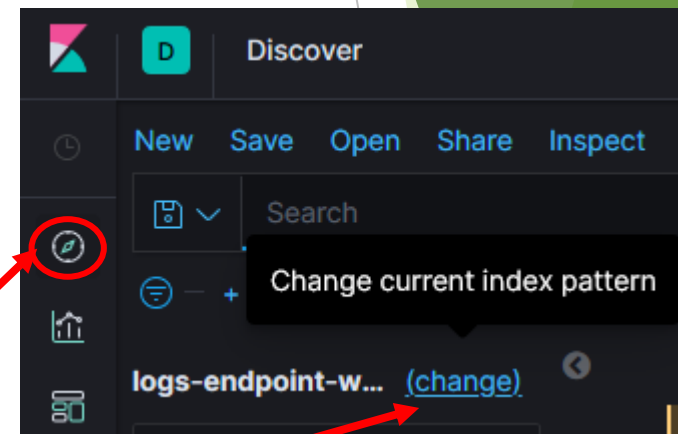 D Discover
New Save Open Share Inspect
Search
Change current index pattern
+
logs-endpoint-w... (change)